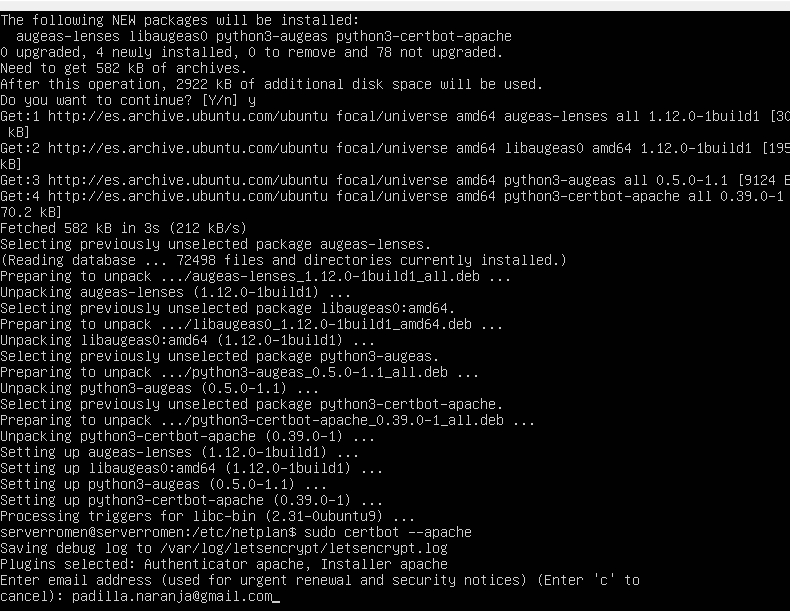 The following NEW packages will be installed:
  augeas-lenses libaugeas0 python3-augeas python3-certbot-apache
0 upgraded, 4 newly installed, 0 to remove and 78 not upgraded.
Need to get 582 kB of archives.
After this operation, 2922 kB of additional disk space will be used.
Do you want to continue? [Y/n] y
Get:1 http://es.archive.ubuntu.com/ubuntu focal/universe amd64 augeas-lenses all 1.12.0-1build1 [30
 kB]
Get:2 http://es.archive.ubuntu.com/ubuntu focal/universe amd64 libaugeas0 amd64 1.12.0-1build1 [195
kB]
Get:3 http://es.archive.ubuntu.com/ubuntu focal/universe amd64 python3-augeas all 0.5.0-1.1 [9124 B
Get:4 http://es.archive.ubuntu.com/ubuntu focal/universe amd64 python3-certbot-apache all 0.39.0-1
70.2 kB]
Fetched 582 kB in 3s (212 kB/s)
Selecting previously unselected package augeas-lenses.
(Reading database ... 72498 files and directories currently installed.)
Preparing to unpack .../augeas-lenses_1.12.0-1build1_all.deb ...
Unpacking augeas-lenses (1.12.0-1build1) ...
Selecting previously unselected package libaugeas0:amd64.
Preparing to unpack .../libaugeas0_1.12.0-1build1_amd64.deb ...
Unpacking libaugeas0:amd64 (1.12.0-1build1) ...
Selecting previously unselected package python3-augeas.
Preparing to unpack .../python3-augeas_0.5.0-1.1_all.deb ...
Unpacking python3-augeas (0.5.0-1.1) ...
Selecting previously unselected package python3-certbot-apache.
Preparing to unpack .../python3-certbot-apache_0.39.0-1_all.deb ...
Unpacking python3-certbot-apache (0.39.0-1) ...
Setting up augeas-lenses (1.12.0-1build1) ...
Setting up libaugeas0:amd64 (1.12.0-1build1) ...
Setting up python3-augeas (0.5.0-1.1) ...
Setting up python3-certbot-apache (0.39.0-1) ...
Processing triggers for libc-bin (2.31-0ubuntu9) ...
serverromen@serverromen:/etc/netplan$ sudo certbot --apache
Saving debug log to /var/log/letsencrypt/letsencrypt.log
Plugins selected: Authenticator apache, Installer apache
Enter email address (used for urgent renewal and security notices) (Enter 'c' to
cancel): padilla.naranja@gmail.com_